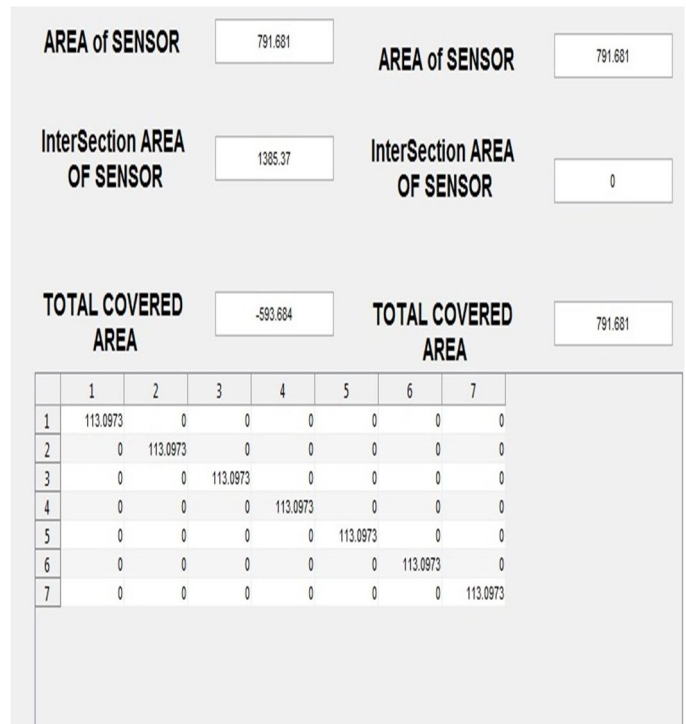 AREA of SENSOR
791.681
AREA of SENSOR
791.681
InterSection AREA
OF SENSOR
1385.37
InterSection AREA
OF SENSOR
0
TOTAL COVERED
AREA
-593.684
TOTAL COVERED
AREA
791.681
1 2 3 4 5 6 7
1 113.0973 0 0 0 0 0 0
2 0 113.0973 0 0 0 0 0
3 0 0 113.0973 0 0 0 0
4 0 0 0 113.0973 0 0 0
5 0 0 0 0 113.0973 0 0
6 0 0 0 0 0 113.0973 0
7 0 0 0 0 0 0 113.0973